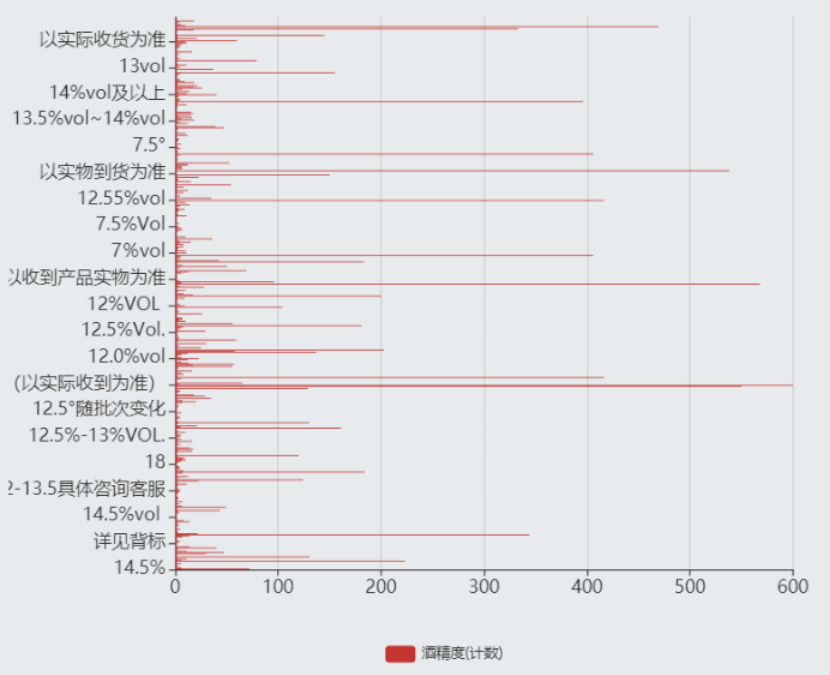 以实际收货为准
13vol
14%vol及以上
13.5%vol~14%vol
7.5°
以实物到货为准
12.55%vol
7.5%Vol
7%vol
以收到产品实物为准
12%VOL
12.5%Vol.
12.0%vol
(以实际收到为准)
12.5°随批次变化
12.5%-13%VOL.
18
2-13.5具体咨询客服
14.5%vol
详见背标
14.5%
0 100 200 300 400 500 600
酒精度(计数)